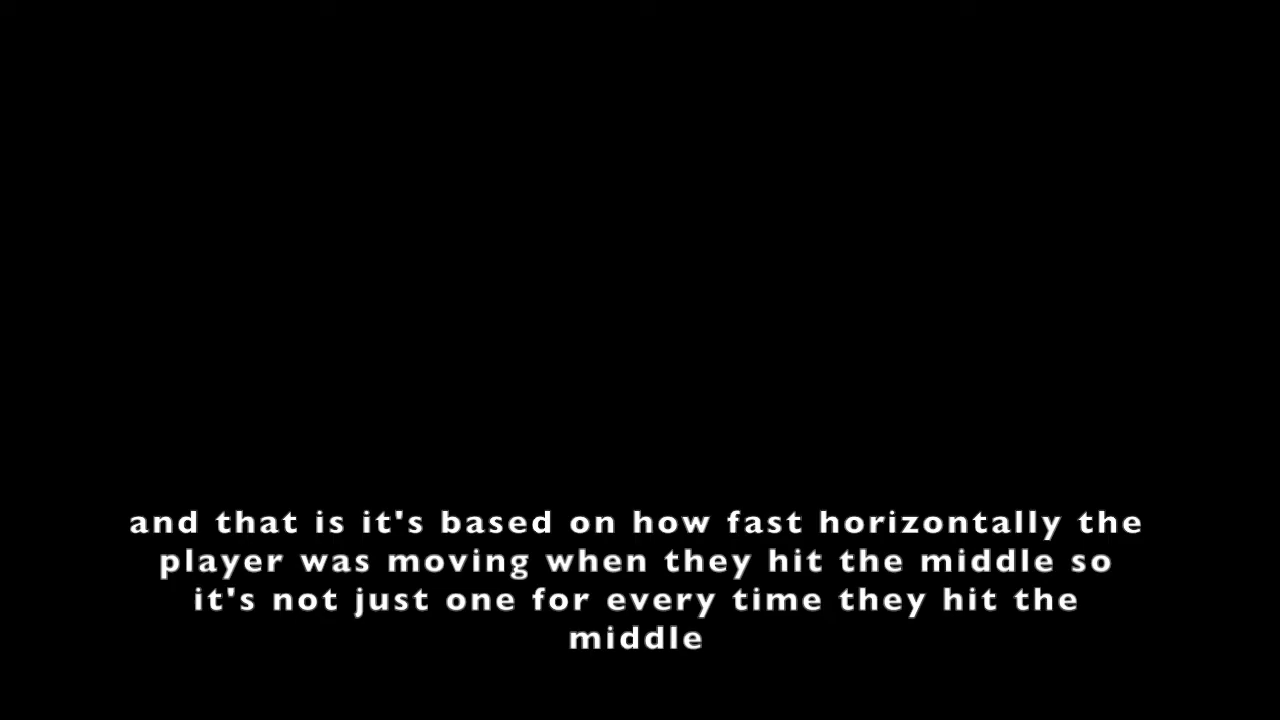 and that is it's based on how fast horizontally the
player was moving when they hit the middle so
it's not just one for every time they hit the
middle